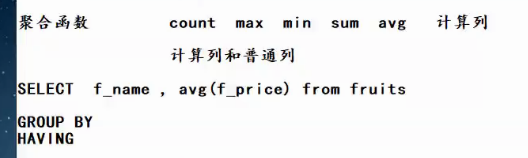 聚合函数 count max min sum avg 计算列
计算列和普通列
SELECT f_name , avg(f_price) from fruits
GROUP BY
HAVING